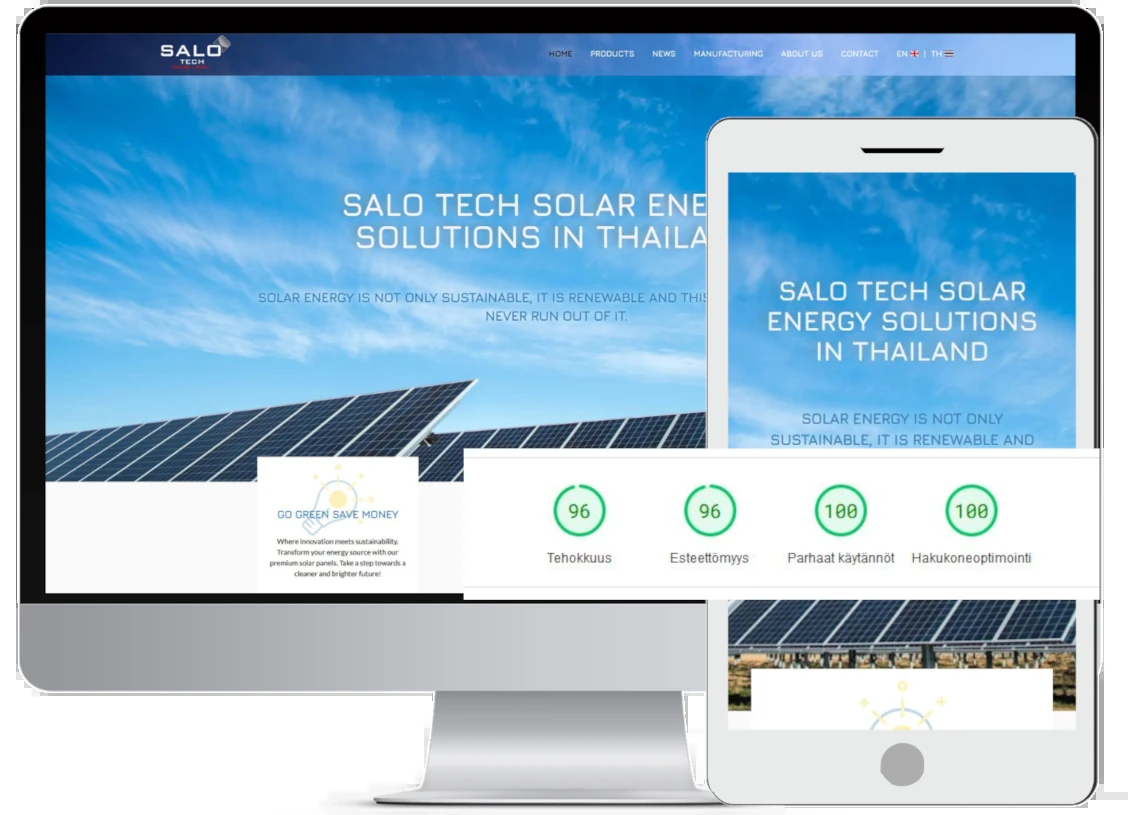 SALO
TECH
HOME PRODUCTS NEWS MANUFACTURING ABOUT US CONTACT EN | TH
SALO TECH SOLAR ENE
SOLUTIONS IN THAILA
SOLAR ENERGY IS NOT ONLY SUSTAINABLE, IT IS RENEWABLE AND THIS
NEVER RUN OUT OF IT.
GO GREEN SAVE MONEY
Where innovation meets sustainability.
Transform your energy source with our
premium solar panels. Take a step towards a
cleaner and brighter future!
SALO TECH SOLAR
ENERGY SOLUTIONS
IN THAILAND
SOLAR ENERGY IS NOT ONLY
SUSTAINABLE, IT IS RENEWABLE AND
96 96 100 100
Tehokkuus Esteettömyys Parhaat käytännöt Hakukoneoptimointi